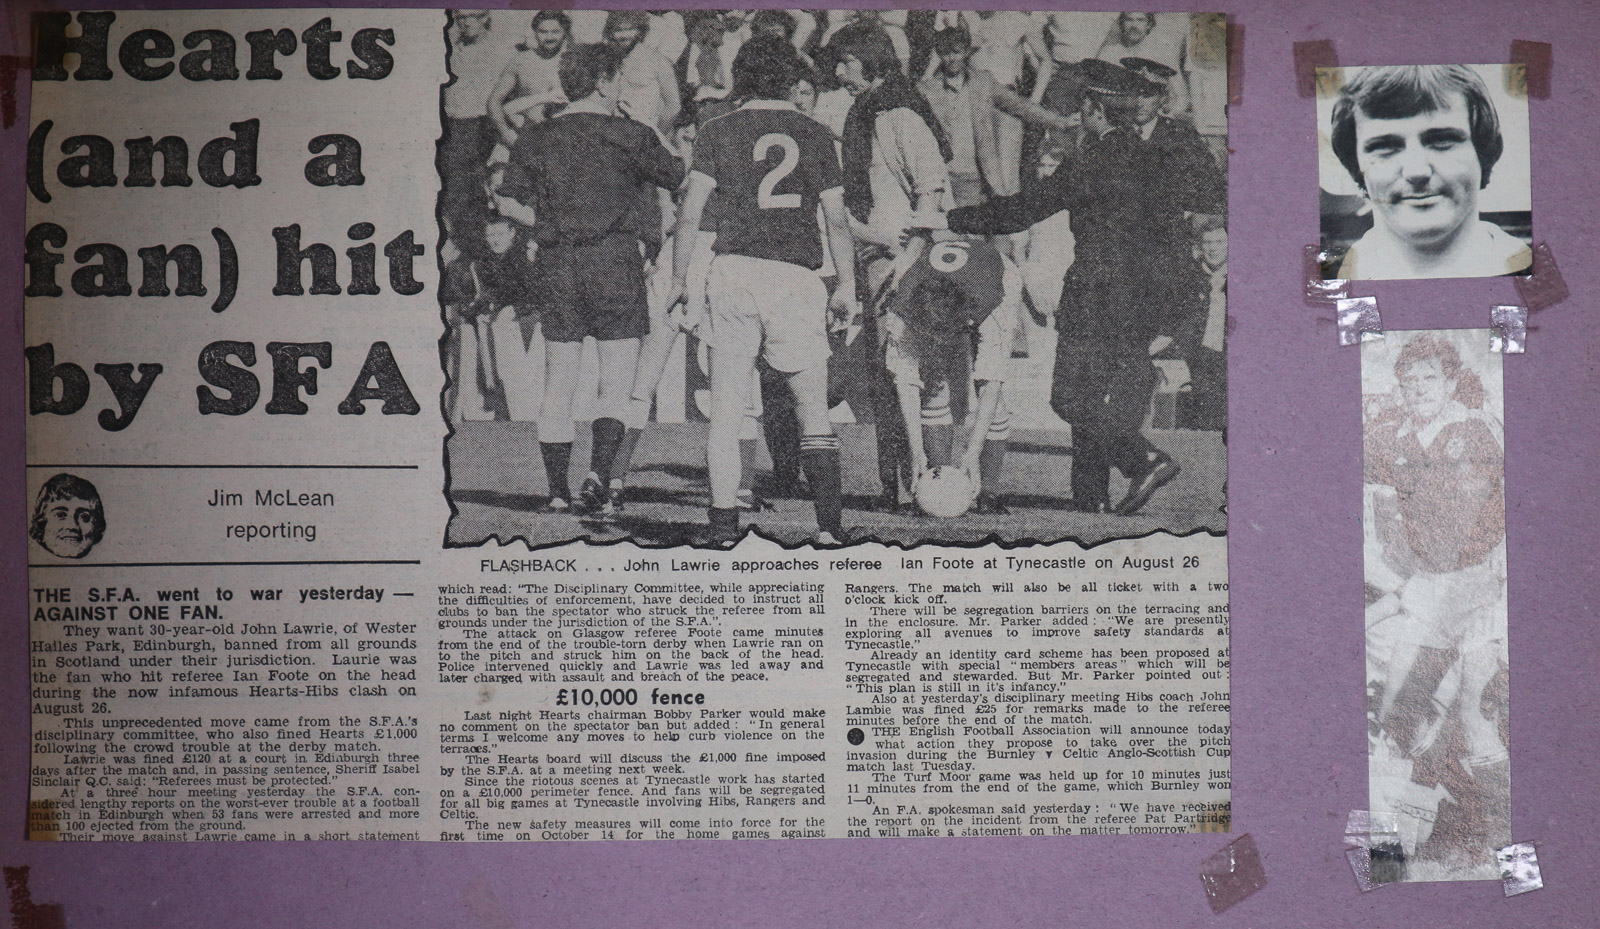 Hearts
(and a
fan) hit
by SFA
Jim McLean
reporting
2
6
FLASHBACK . . . John Lawrie approaches referee Ian Foote at Tynecastle on August 26
THE S.F.A. went to war yesterday —
AGAINST ONE FAN.
They want 30-year-old John Lawrie, of Wester
Hailes Park, Edinburgh, banned from all grounds
in Scotland under their jurisdiction. Laurie was
the fan who hit referee Ian Foote on the head
during the now infamous Hearts-Hibs clash on
August 26.
This unprecedented move came from the S.F.A.'s
disciplinary committee, who also fined Hearts £1,000
following the crowd trouble at the derby match.
Lawrie was fined £120 at a court in Edinburgh three
days after the match and, in passing sentence, Sheriff Isabel
Sinclair Q.C. said: "Referees must be protected."
At a three hour meeting yesterday the S.F.A. con-
sidered lengthy reports on the worst-ever trouble at a football
match in Edinburgh when 53 fans were arrested and more
than 100 ejected from the ground.
Their move against Lawrie came in a short statement
which read: "The Disciplinary Committee, while appreciating
the difficulties of enforcement, have decided to instruct all
clubs to ban the spectator who struck the referee from all
grounds under the jurisdiction of the S.F.A.".
The attack on Glasgow referee Foote came minutes
from the end of the trouble-torn derby when Lawrie ran on
to the pitch and struck him on the back of the head.
Police intervened quickly and Lawrie was led away and
later charged with assault and breach of the peace.
£10,000 fence
Last night Hearts chairman Bobby Parker would make
no comment on the spectator ban but added: "In general
terms I welcome any moves to help curb violence on the
terraces."
The Hearts board will discuss the £1,000 fine imposed
by the S.F.A. at a meeting next week.
Since the riotous scenes at Tynecastle work has started
on a £10,000 perimeter fence. And fans will be segregated
for all big games at Tynecastle involving Hibs, Rangers and
Celtic.
The new safety measures will come into force for the
first time on October 14 for the home games against
Rangers. The match will also be all ticket with a two
o'clock kick off.
There will be segregation barriers on the terracing and
in the enclosure. Mr. Parker added: "We are presently
exploring all avenues to improve safety standards at
Tynecastle."
Already an identity card scheme has been proposed at
Tynecastle with special "members areas" which will be
segregated and stewarded. But Mr. Parker pointed out:
"This plan is still in it's infancy."
Also at yesterday's disciplinary meeting Hibs coach John
Lambie was fined £25 for remarks made to the referee
minutes before the end of the match.
● THE English Football Association will announce today
what action they propose to take over the pitch
invasion during the Burnley v Celtic Anglo-Scottish Cup
match last Tuesday.
The Turf Moor game was held up for 10 minutes just
11 minutes from the end of the game, which Burnley won
1—0.
An F.A. spokesman said yesterday: "We have received
the report on the incident from the referee Pat Partridge
and will make a statement on the matter tomorrow."